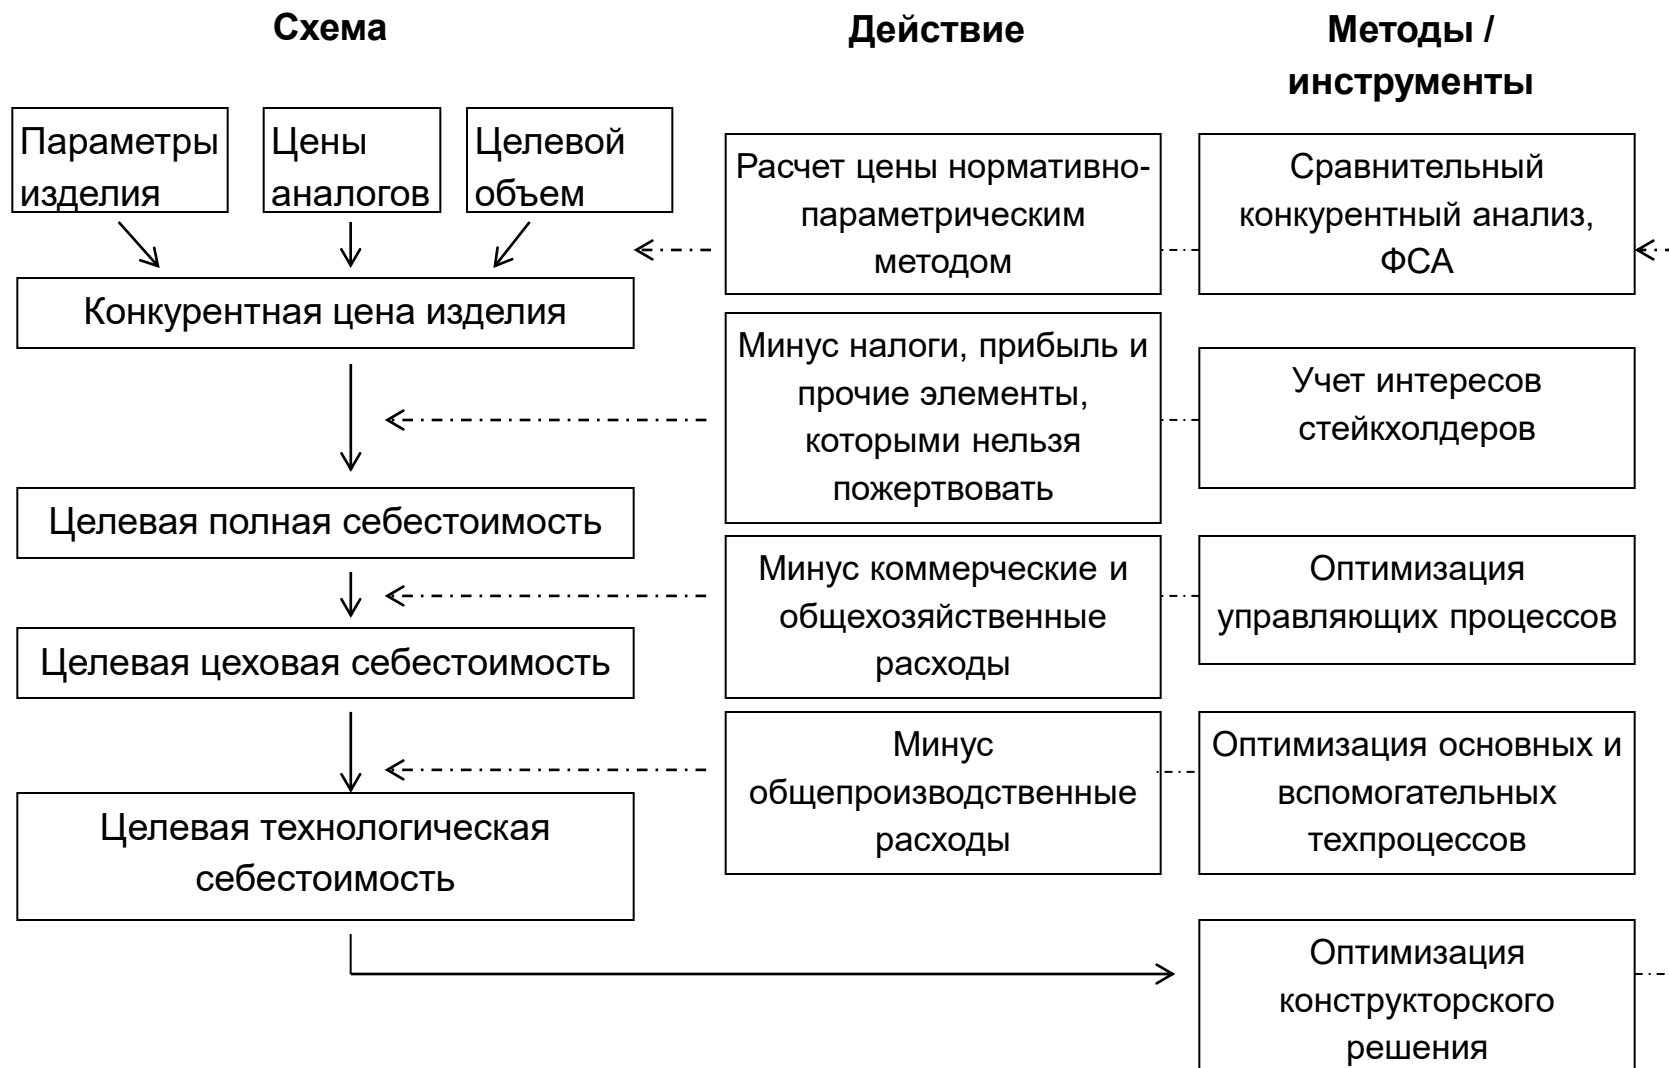 Схема
Действие
Методы /
инструменты
Параметры
изделия
Цены
аналогов
Целевой
объем
Расчет цены нормативно-
параметрическим
методом
Сравнительный
конкурентный анализ,
ФСА
Конкурентная цена изделия
Минус налоги, прибыль и
прочие элементы,
которыми нельзя
пожертвовать
Учет интересов
стейкхолдеров
Целевая полная себестоимость
Минус коммерческие и
общехозяйственные
расходы
Оптимизация
управляющих процессов
Целевая цеховая себестоимость
Минус
общепроизводственные
расходы
Оптимизация основных и
вспомогательных
техпроцессов
Целевая технологическая
себестоимость
Оптимизация
конструкторского
решения